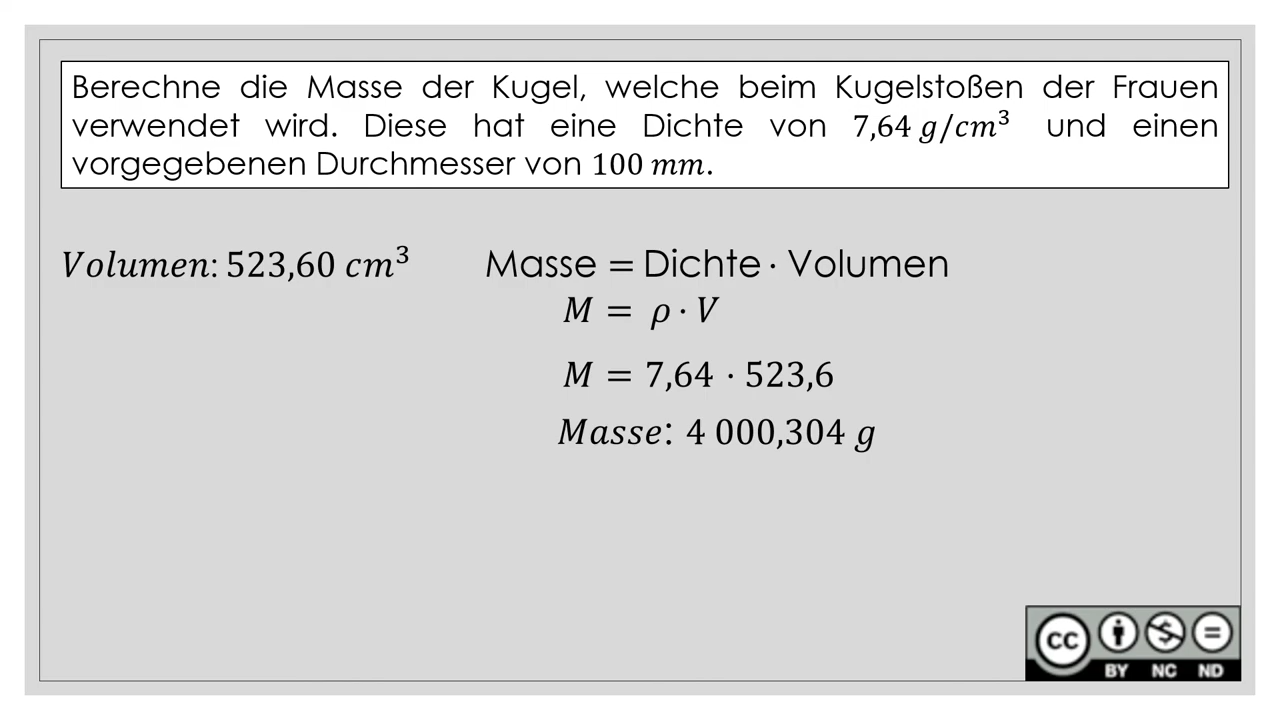 Berechne die Masse der Kugel, welche beim Kugelstoßen der Frauen
verwendet wird. Diese hat eine Dichte von 7,64 g/cm³ und einen
vorgegebenen Durchmesser von 100 mm.
Volumen: 523,60 cm³
Masse = Dichte · Volumen
M = ρ · V
M = 7,64 · 523,6
Masse: 4 000,304 g
cc
BY NC ND